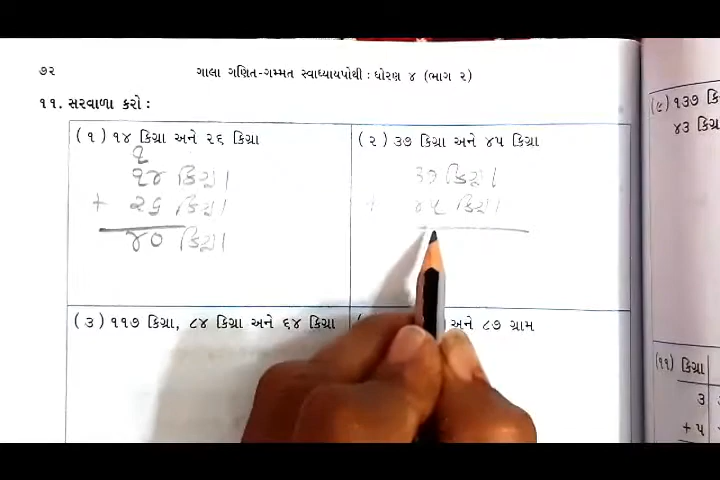 ૭૨
ગાલા ગણિત-ગમ્મત સ્વાધ્યાયપોથી : ધોરણ ૪ (ભાગ ૨)
૧૧. સરવાળા કરો :
(૧) ૧૪ કિગ્રા અને ૨૬ કિગ્રા
૧
૧૪ કિગ્રા
+ ૨૬ કિગ્રા
૪૦ કિગ્રા
(૨) ૩૭ કિગ્રા અને ૪૫ કિગ્રા
૩૭ કિગ્રા
+ ૪૫ કિગ્રા
(૩) ૧૧૭ કિગ્રા, ૮૪ કિગ્રા અને ૬૪ કિગ્રા
અને ૮૭ ગ્રામ
(૯) ૧૩૭ કિ
૪૩ કિગ્ર
(૧૧) કિગ્રા
૩
+ ૫